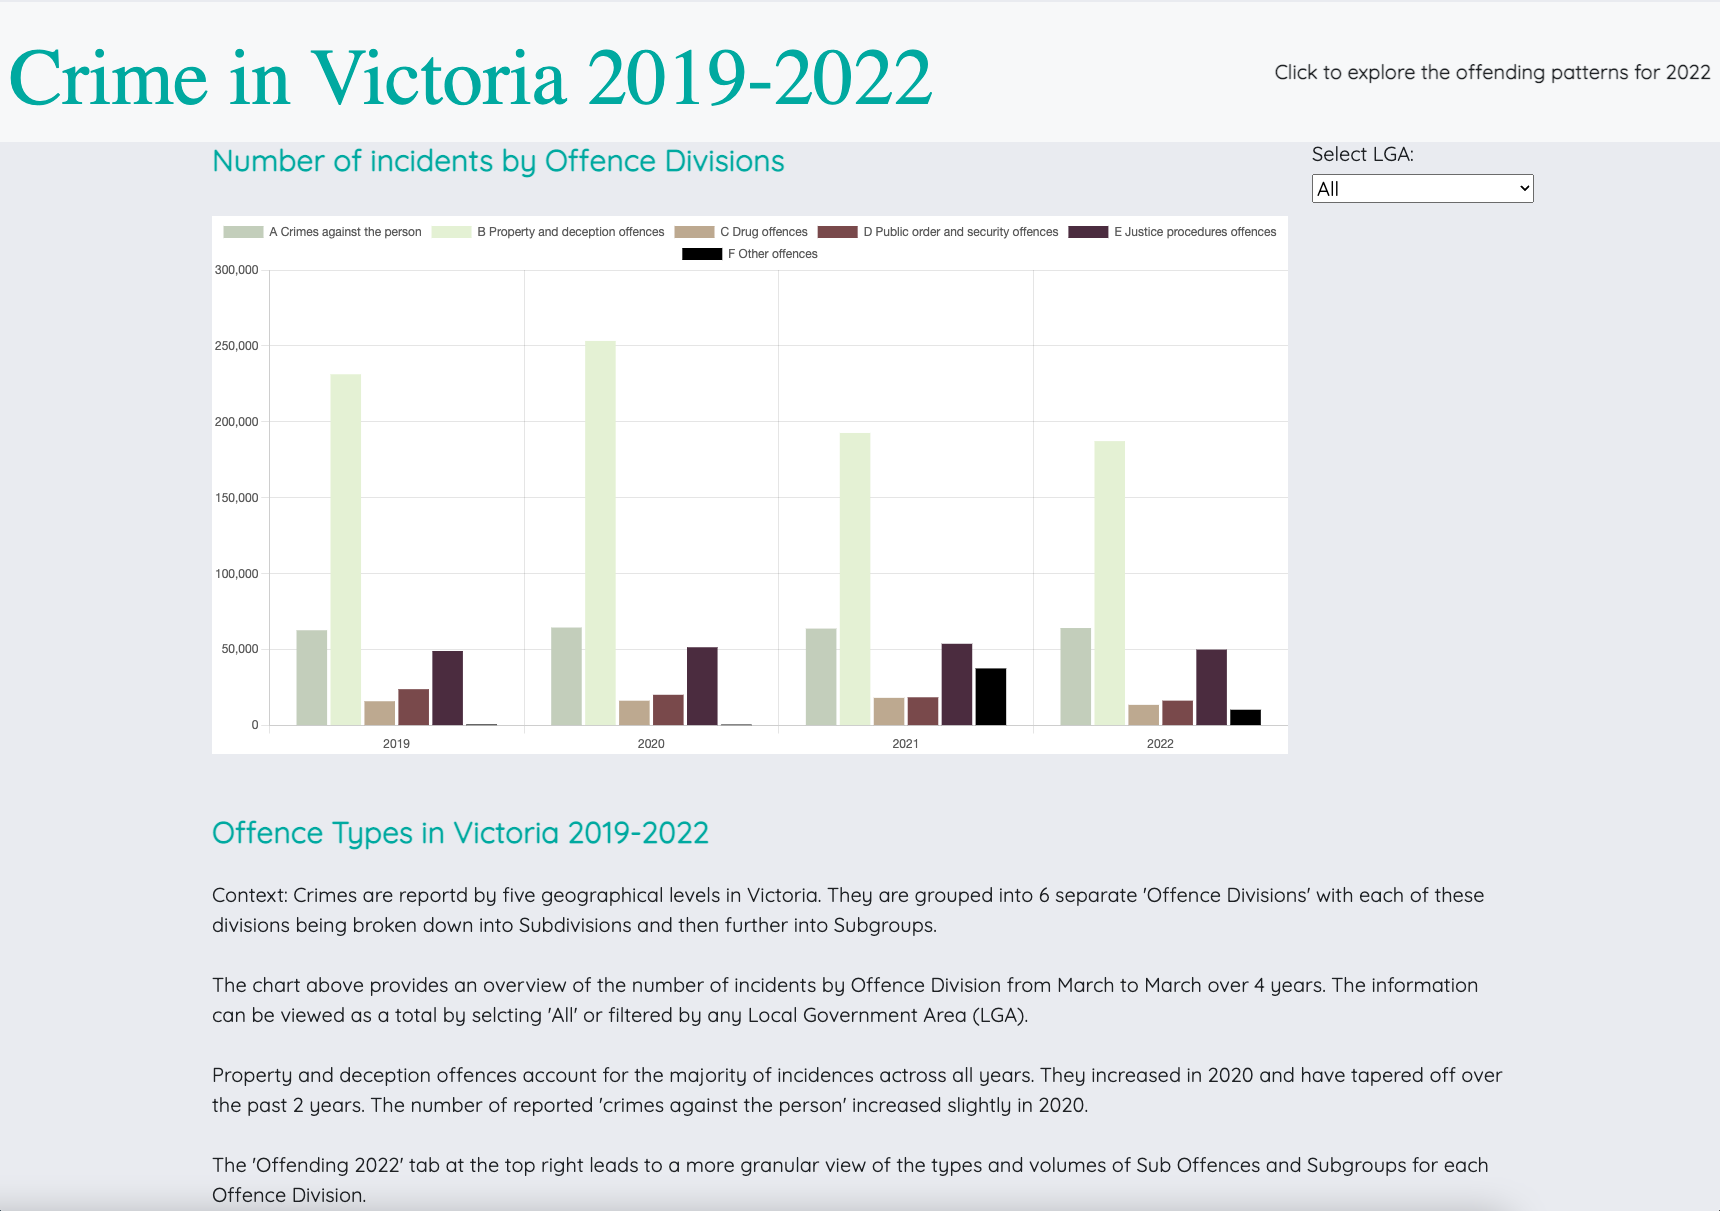 Crime in Victoria 2019-2022
Click to explore the offending patterns for 2022
Number of incidents by Offence Divisions
Select LGA:
All
A Crimes against the person B Property and deception offences C Drug offences D Public order and security offences E Justice procedures offences
F Other offences
300,000
250,000
200,000
150,000
100,000
50,000
0
2019 2020 2021 2022
Offence Types in Victoria 2019-2022
Context: Crimes are reportd by five geographical levels in Victoria. They are grouped into 6 separate 'Offence Divisions' with each of these
divisions being broken down into Subdivisions and then further into Subgroups.
The chart above provides an overview of the number of incidents by Offence Division from March to March over 4 years. The information
can be viewed as a total by selcting 'All' or filtered by any Local Government Area (LGA).
Property and deception offences account for the majority of incidences actross all years. They increased in 2020 and have tapered off over
the past 2 years. The number of reported 'crimes against the person' increased slightly in 2020.
The 'Offending 2022' tab at the top right leads to a more granular view of the types and volumes of Sub Offences and Subgroups for each
Offence Division.